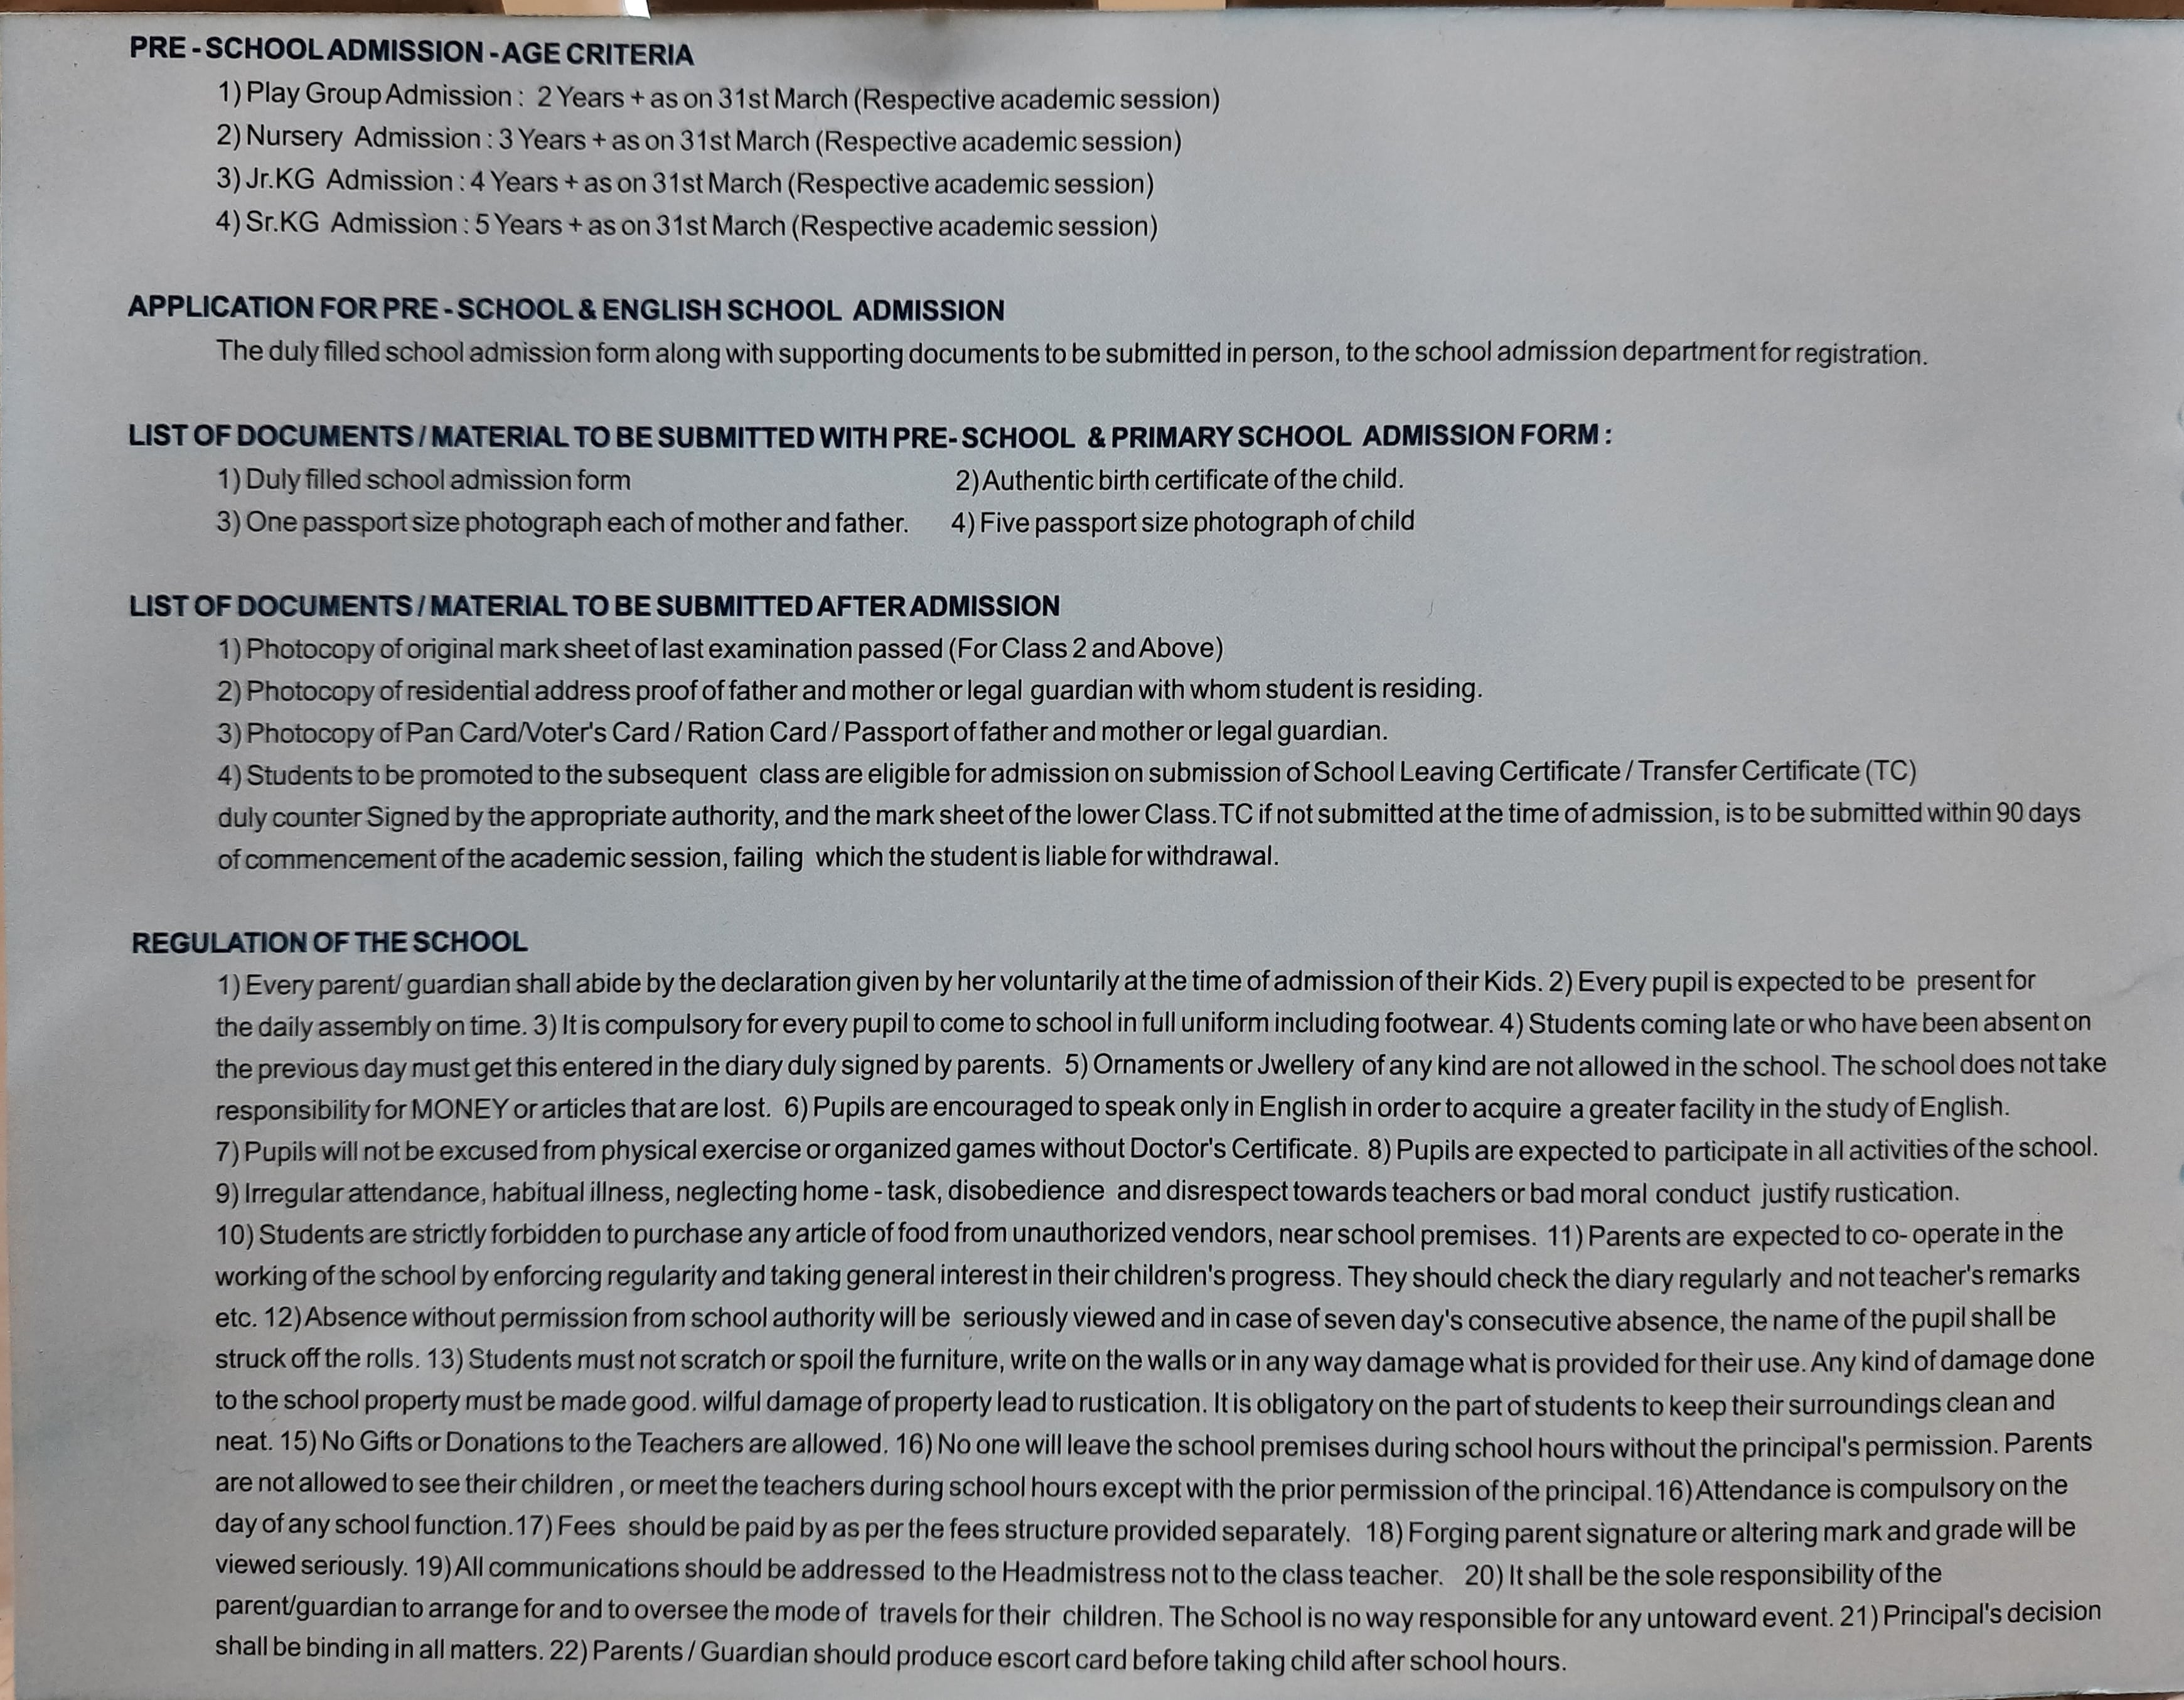 PRE - SCHOOL ADMISSION - AGE CRITERIA
1) Play Group Admission : 2 Years + as on 31st March (Respective academic session)
2) Nursery Admission : 3 Years + as on 31st March (Respective academic session)
3) Jr.KG Admission : 4 Years + as on 31st March (Respective academic session)
4) Sr.KG Admission : 5 Years + as on 31st March (Respective academic session)
APPLICATION FOR PRE - SCHOOL & ENGLISH SCHOOL ADMISSION
The duly filled school admission form along with supporting documents to be submitted in person, to the school admission department for registration.
LIST OF DOCUMENTS / MATERIAL TO BE SUBMITTED WITH PRE- SCHOOL & PRIMARY SCHOOL ADMISSION FORM :
1) Duly filled school admission form 2) Authentic birth certificate of the child.
3) One passport size photograph each of mother and father. 4) Five passport size photograph of child
LIST OF DOCUMENTS / MATERIAL TO BE SUBMITTED AFTER ADMISSION
1) Photocopy of original mark sheet of last examination passed (For Class 2 and Above)
2) Photocopy of residential address proof of father and mother or legal guardian with whom student is residing.
3) Photocopy of Pan Card/Voter's Card / Ration Card / Passport of father and mother or legal guardian.
4) Students to be promoted to the subsequent class are eligible for admission on submission of School Leaving Certificate / Transfer Certificate (TC)
duly counter Signed by the appropriate authority, and the mark sheet of the lower Class.TC if not submitted at the time of admission, is to be submitted within 90 days
of commencement of the academic session, failing which the student is liable for withdrawal.
REGULATION OF THE SCHOOL
1) Every parent/ guardian shall abide by the declaration given by her voluntarily at the time of admission of their Kids. 2) Every pupil is expected to be present for
the daily assembly on time. 3) It is compulsory for every pupil to come to school in full uniform including footwear. 4) Students coming late or who have been absent on
the previous day must get this entered in the diary duly signed by parents. 5) Ornaments or Jwellery of any kind are not allowed in the school. The school does not take
responsibility for MONEY or articles that are lost. 6) Pupils are encouraged to speak only in English in order to acquire a greater facility in the study of English.
7) Pupils will not be excused from physical exercise or organized games without Doctor's Certificate. 8) Pupils are expected to participate in all activities of the school.
9) Irregular attendance, habitual illness, neglecting home - task, disobedience and disrespect towards teachers or bad moral conduct justify rustication.
10) Students are strictly forbidden to purchase any article of food from unauthorized vendors, near school premises. 11) Parents are expected to co- operate in the
working of the school by enforcing regularity and taking general interest in their children's progress. They should check the diary regularly and not teacher's remarks
etc. 12) Absence without permission from school authority will be seriously viewed and in case of seven day's consecutive absence, the name of the pupil shall be
struck off the rolls. 13) Students must not scratch or spoil the furniture, write on the walls or in any way damage what is provided for their use. Any kind of damage done
to the school property must be made good. wilful damage of property lead to rustication. It is obligatory on the part of students to keep their surroundings clean and
neat. 15) No Gifts or Donations to the Teachers are allowed. 16) No one will leave the school premises during school hours without the principal's permission. Parents
are not allowed to see their children , or meet the teachers during school hours except with the prior permission of the principal. 16) Attendance is compulsory on the
day of any school function.17) Fees should be paid by as per the fees structure provided separately. 18) Forging parent signature or altering mark and grade will be
viewed seriously. 19) All communications should be addressed to the Headmistress not to the class teacher. 20) It shall be the sole responsibility of the
parent/guardian to arrange for and to oversee the mode of travels for their children. The School is no way responsible for any untoward event. 21) Principal's decision
shall be binding in all matters. 22) Parents / Guardian should produce escort card before taking child after school hours.